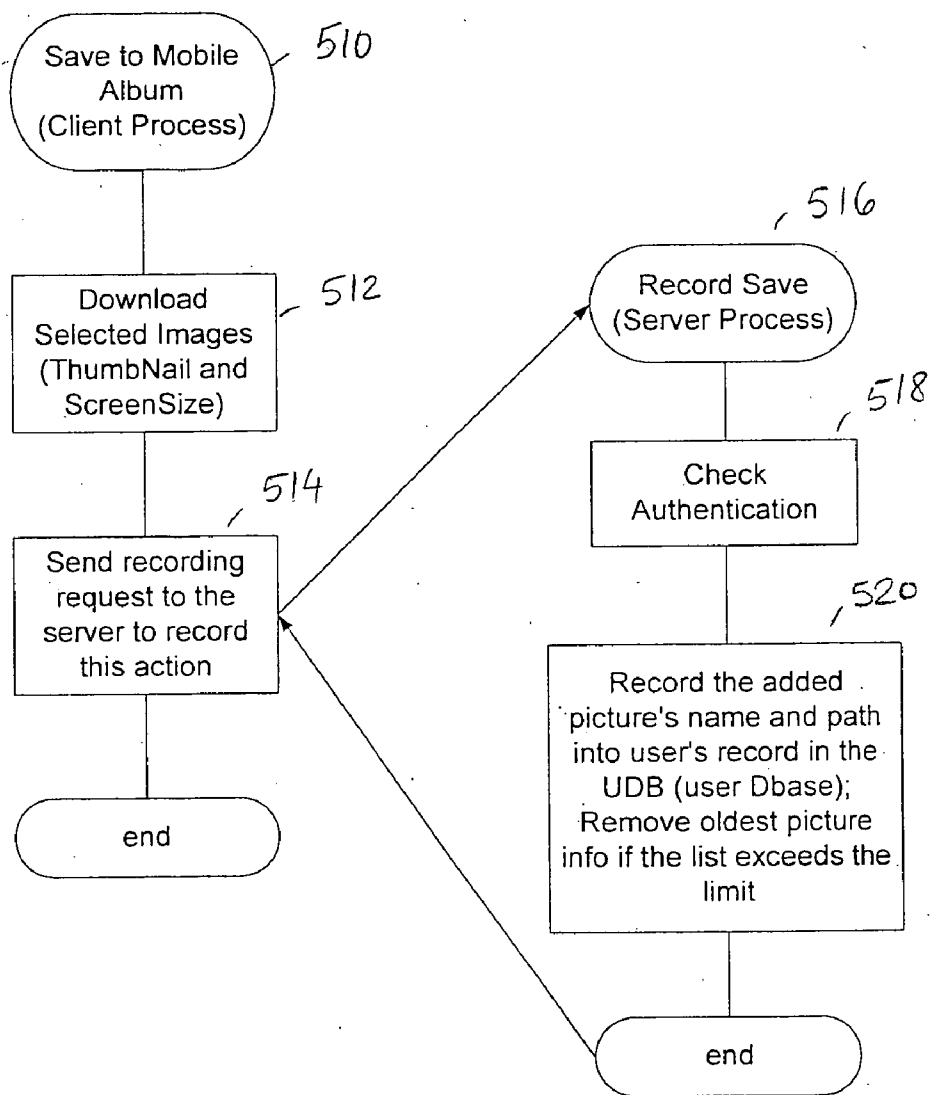 Save to Mobile
Album
(Client Process)
510
Download
Selected Images
(ThumbNail and
ScreenSize)
512
Send recording
request to the
server to record
this action
514
end
Record Save
(Server Process)
516
Check
Authentication
518
Record the added
picture's name and path
into user's record in the
UDB (user Dbase);
Remove oldest picture
info if the list exceeds the
limit
520
end